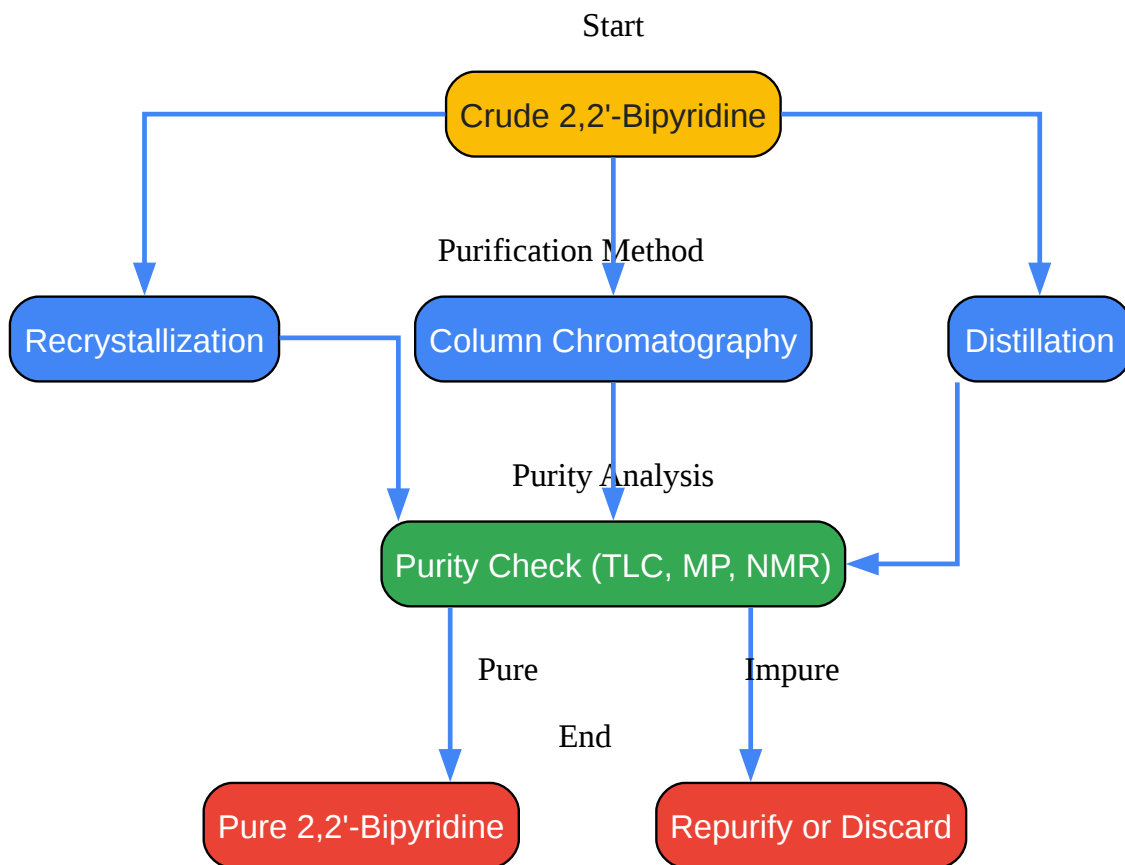 Start
Crude 2,2'-Bipyridine
Purification Method
Recrystallization
Column Chromatography
Distillation
Purity Analysis
Purity Check (TLC, MP, NMR)
Pure
Impure
End
Pure 2,2'-Bipyridine
Repurify or Discard